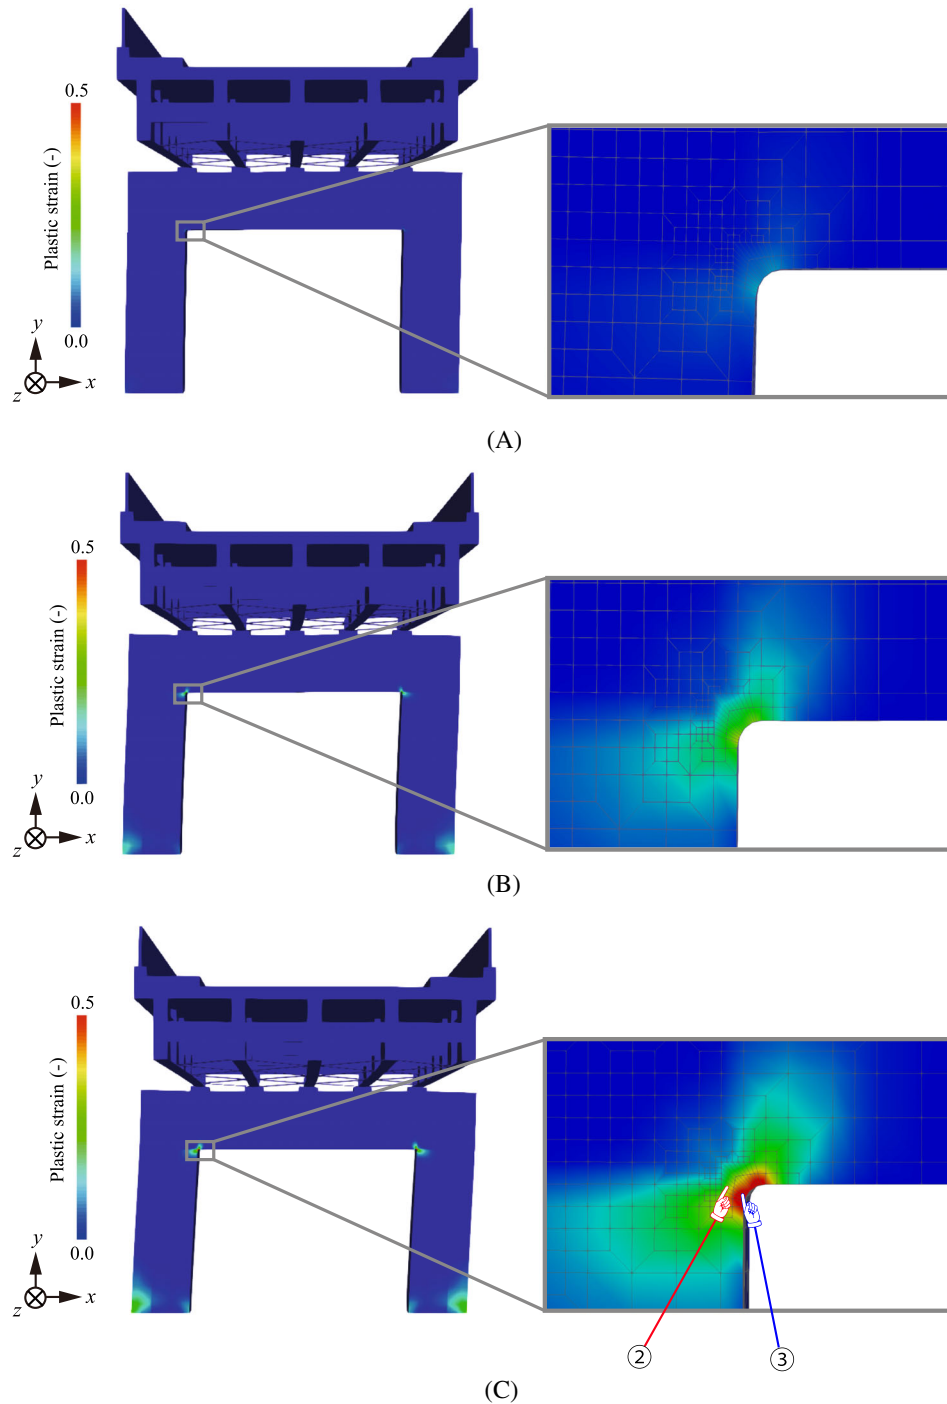 0.5
Plastic strain (-)
0.0
y
z
x
(A)
0.5
Plastic strain (-)
0.0
y
z
x
(B)
0.5
Plastic strain (-)
0.0
y
z
x
②
③
(C)